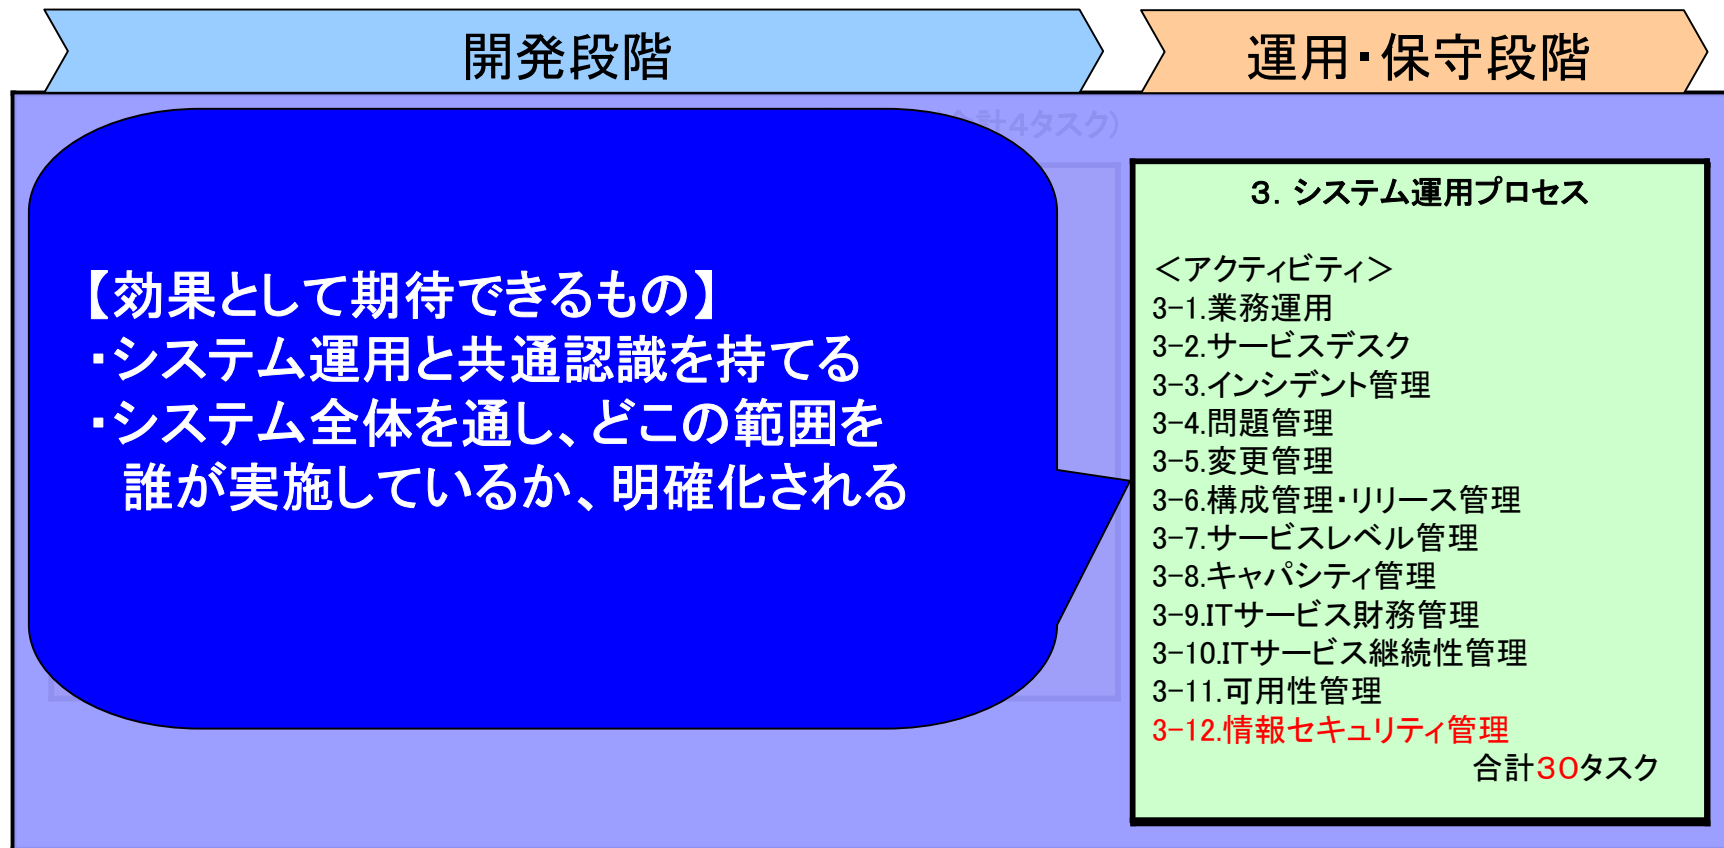 開発段階
運用・保守段階
計4タスク)
【効果として期待できるもの】
・システム運用と共通認識を持てる
・システム全体を通し、どこの範囲を
誰が実施しているか、明確化される
3. システム運用プロセス
＜アクティビティ＞
3-1.業務運用
3-2.サービスデスク
3-3.インシデント管理
3-4.問題管理
3-5.変更管理
3-6.構成管理・リリース管理
3-7.サービスレベル管理
3-8.キャパシティ管理
3-9.ITサービス財務管理
3-10.ITサービス継続性管理
3-11.可用性管理
3-12.情報セキュリティ管理
合計30タスク